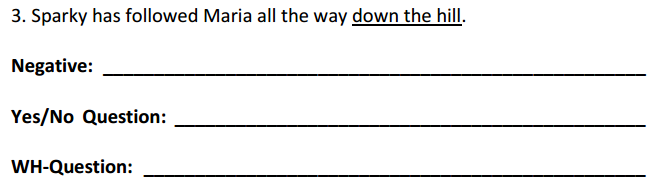 3. Sparky has followed Maria all the way down the hill.
Negative:
Yes/No Question:
WH-Question: